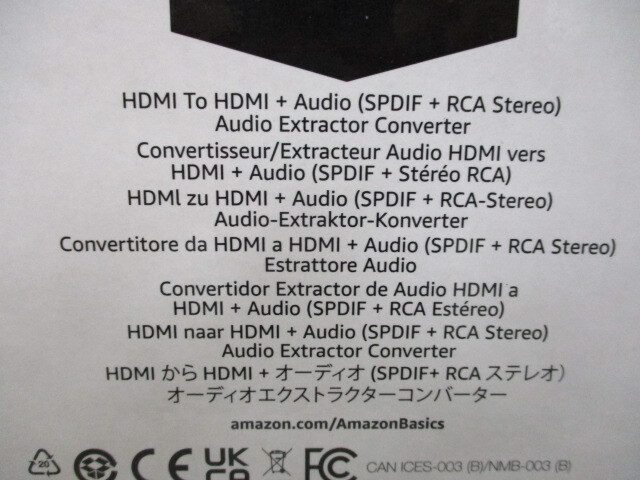 HDMI To HDMI + Audio (SPDIF + RCA Stereo)
Audio Extractor Converter
Convertisseur/Extracteur Audio HDMI vers
HDMI + Audio (SPDIF + Stéréo RCA)
HDMl zu HDMI + Audio (SPDIF + RCA-Stereo)
Audio-Extraktor-Konverter
Convertitore da HDMI a HDMI + Audio (SPDIF + RCA Stereo)
Estrattore Audio
Convertidor Extractor de Audio HDMI a
HDMI + Audio (SPDIF + RCA Estéreo)
HDMI naar HDMI + Audio (SPDIF + RCA Stereo)
Audio Extractor Converter
HDMI から HDMI + オーディオ (SPDIF+ RCA ステレオ)
オーディオエクストラクターコンバーター
amazon.com/AmazonBasics
20 CE UKCA FC CAN ICES-003 (B)/NMB-003 (B)